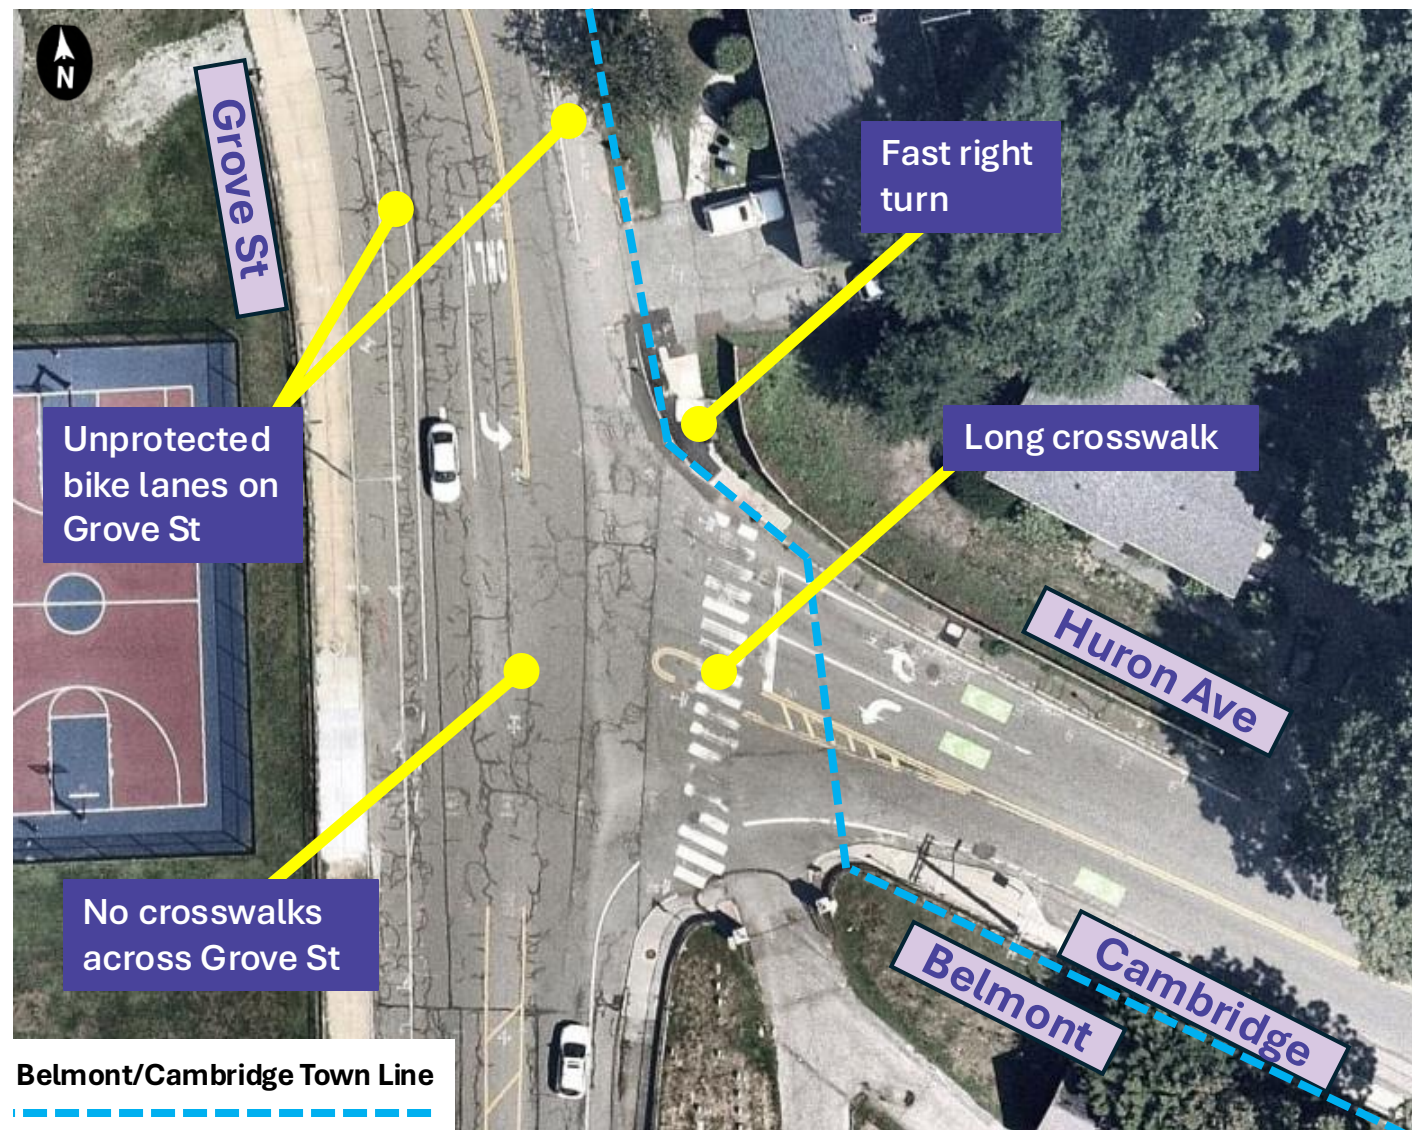 N
Grove St
Fast right
turn
ONLY
Unprotected
bike lanes on
Grove St
Long crosswalk
Huron Ave
No crosswalks
across Grove St
Belmont
Cambridge
Belmont/Cambridge Town Line